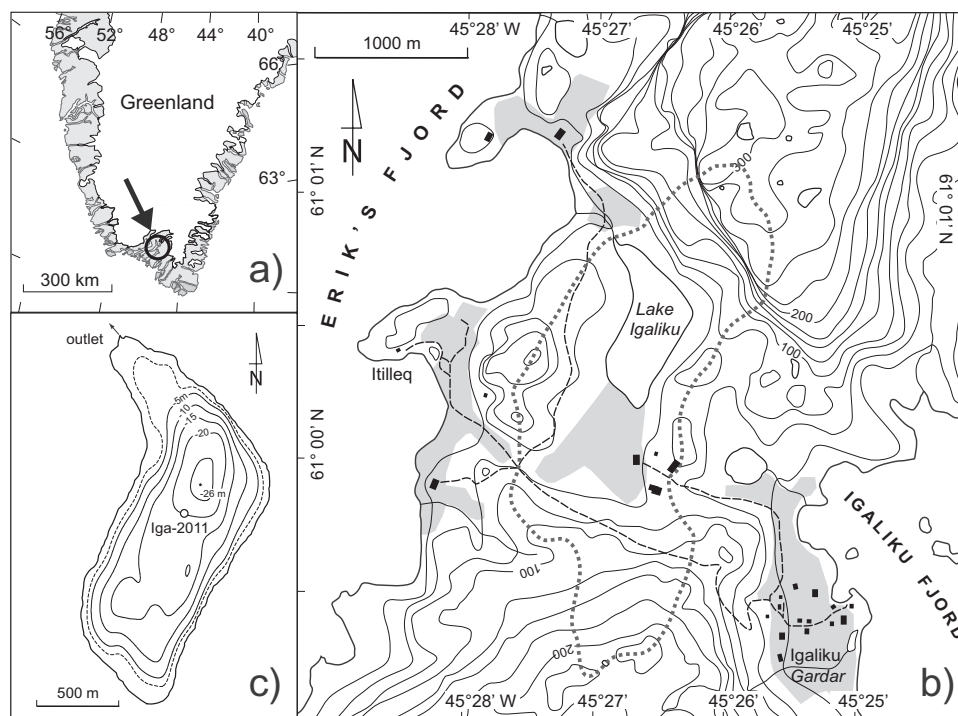 56° 52° 48° 44° 40°
66°
Greenland
63°
300 km
a)
outlet
N
-5m
-10
-15
-20
-26 m
Iga-2011
500 m
c)
1000 m
45°28' W 45°27' 45°26' 45°25'
N
ERIK'S FJORD
61° 01' N
61° 01' N
300
200
100
Lake
Igaliku
Itilleq
61° 00' N
IGALIKU FJORD
100
200
Igaliku
Gardar
b)
45°28' W 45°27' 45°26' 45°25'